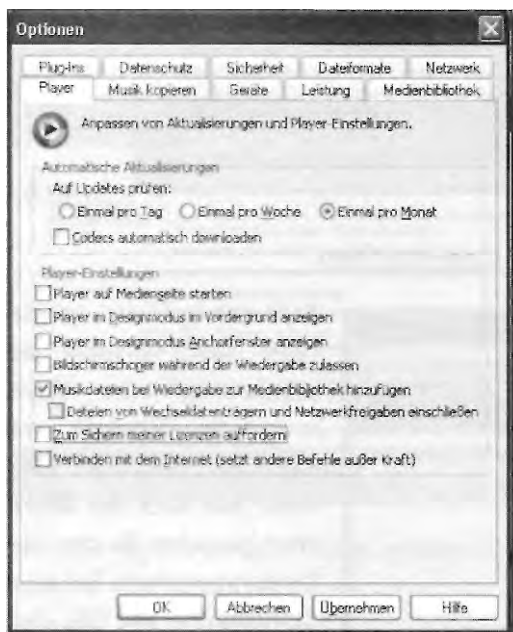 Optionen
Plug-ins Datenschutz Sicherheit Dateiformate Netzwerk
Player Musik kopieren Geräte Leistung Medienbibliothek
Anpassen von Aktualisierungen und Player-Einstellungen.
Automatische Aktualisierungen
Auf Updates prüfen:
Einmal pro Tag Einmal pro Woche Einmal pro Monat
Codecs automatisch downloaden
Player-Einstellungen
Player auf Medienseite starten
Player im Designmodus im Vordergrund anzeigen
Player im Designmodus Anchorfenster anzeigen
Bildschirmschoner während der Wiedergabe zulassen
Musikdateien bei Wiedergabe zur Medienbibliothek hinzufügen
Dateien von Wechseldatenträgern und Netzwerkfreigaben einschließen
Zum Sichern meiner Lizenzen auffordern
Verbinden mit dem Internet (setzt andere Befehle außer Kraft)
OK Abbrechen Übernehmen Hilfe